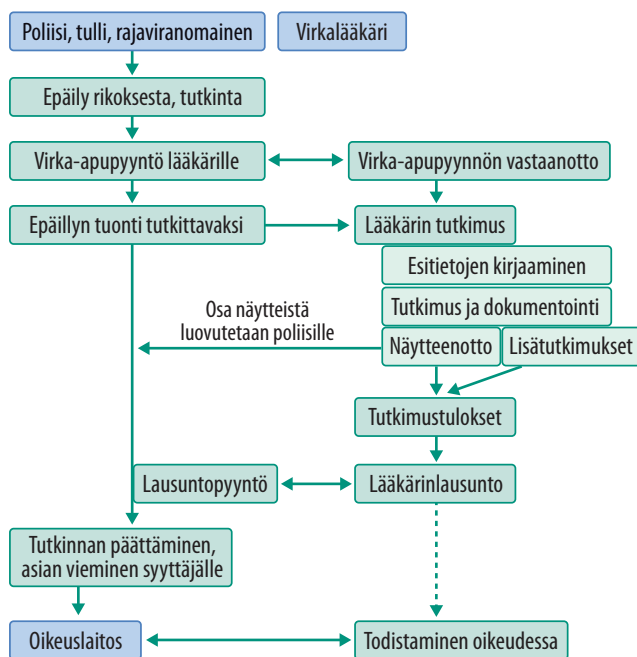 Poliisi, tulli, rajaviranomainen
Virkalääkäri
Epäily rikoksesta, tutkinta
Virka-apupyyntö lääkärille
Virka-apupyynnön vastaanotto
Epäillyn tuonti tutkittavaksi
Lääkärin tutkimus
Esitietojen kirjaaminen
Tutkimus ja dokumentointi
Osa näytteistä
luovutetaan poliisille
Näytteenotto
Lisätutkimukset
Tutkimustulokset
Lausuntopyyntö
Lääkärinlausunto
Tutkinnan päättäminen,
asian vieminen syyttäjälle
Oikeuslaitos
Todistaminen oikeudessa